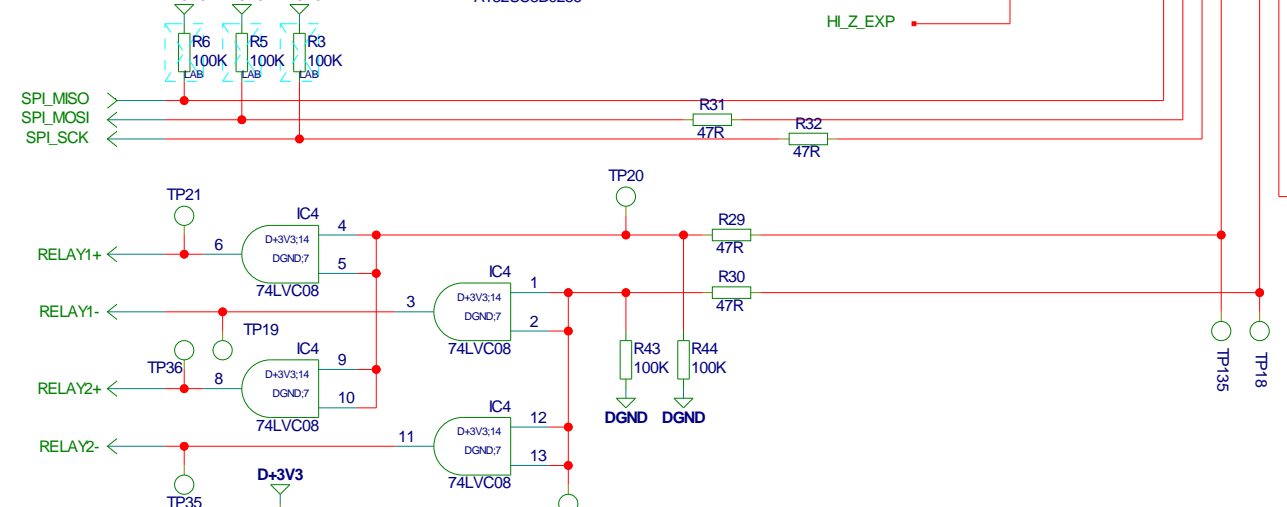 HI_Z_EXP
R6
R5
R3
100K
100K
100K
LAB
LAB
LAB
SPI_MISO
SPI_MOSI
SPI_SCK
R31
47R
R32
47R
TP20
TP21
IC4
4
D+3V3;14
6
DGND;7
5
RELAY1+
74LVC08
R29
47R
IC4
1
D+3V3;14
3
DGND;7
2
RELAY1-
74LVC08
R30
47R
TP19
TP36
IC4
9
D+3V3;14
8
DGND;7
10
RELAY2+
74LVC08
R43
100K
R44
100K
DGND
DGND
TP135
TP18
IC4
12
D+3V3;14
11
DGND;7
13
RELAY2-
74LVC08
D+3V3
TP35